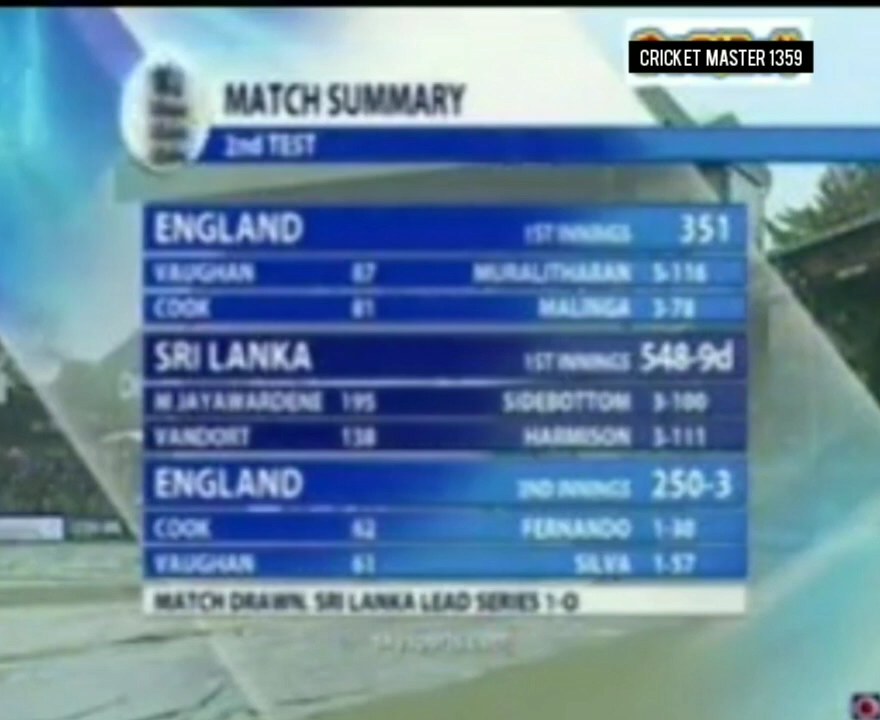 CRICKET MASTER 1359
MATCH SUMMARY
2nd TEST
ENGLAND 1ST INNINGS 351
VAUGHAN 87 MURALITHARAN 5-116
COOK 81 MALINGA 3-78
SRI LANKA 1ST INNINGS 548-9d
M JAYAWARDENE 195 SIDEBOTTOM 3-100
VANDORT 138 HARMISON 3-111
ENGLAND 2ND INNINGS 250-3
COOK 62 FERNANDO 1-30
VAUGHAN 61 SILVA 1-57
MATCH DRAWN. SRI LANKA LEAD SERIES 1-0
skysports.com